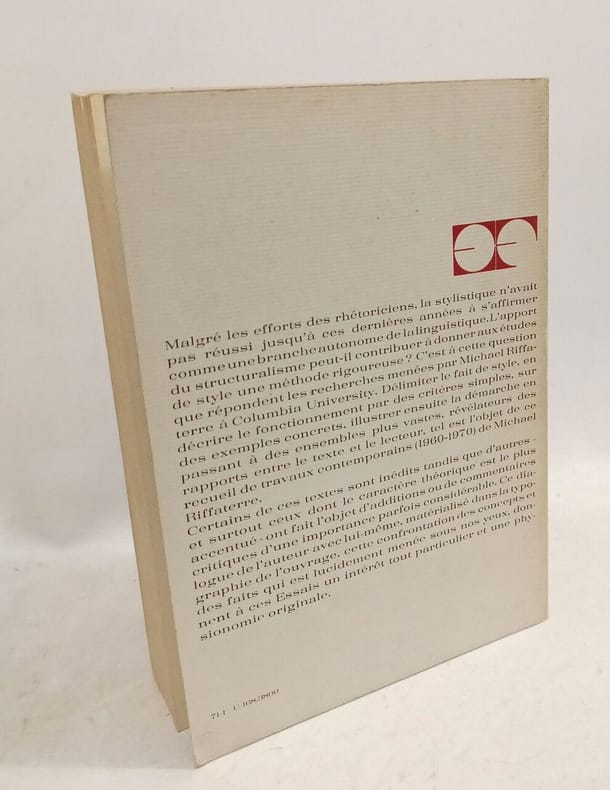 Malgré les efforts des rhétoriciens, la stylistique n'avait
pas réussi jusqu'à ces dernières années à s'affirmer
comme une branche autonome de la linguistique. L'apport
du structuralisme peut-il contribuer à donner aux études
de style une méthode rigoureuse ? C'est à cette question
que répondent les recherches menées par Michael Riffa-
terre à Columbia University. Délimiter le fait de style, en
décrire le fonctionnement par des critères simples, sur
des exemples concrets, illustrer ensuite la démarche en
passant à des ensembles plus vastes, révélateurs des
rapports entre le texte et le lecteur, tel est l'objet de ce
recueil de travaux contemporains (1960-1970) de Michael
Riffaterre.
Certains de ces textes sont inédits tandis que d'autres -
et surtout ceux dont le caractère théorique est le plus
accentué - ont fait l'objet d'additions ou de commentaires
critiques d'une importance parfois considérable. Ce dia-
logue de l'auteur avec lui-même, matérialisé dans la typo-
graphie de l'ouvrage, cette confrontation des concepts et
des faits qui est lucidement menée sous nos yeux, don-
nent à ces Essais un intérêt tout particulier et une phy-
sionomie originale.